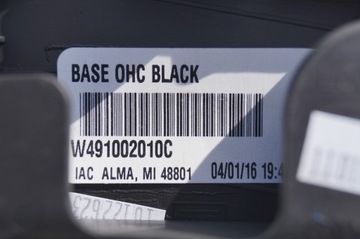 BASE OHC BLACK
W491002010C
IAC ALMA, MI 48801 04/01/16 19:4